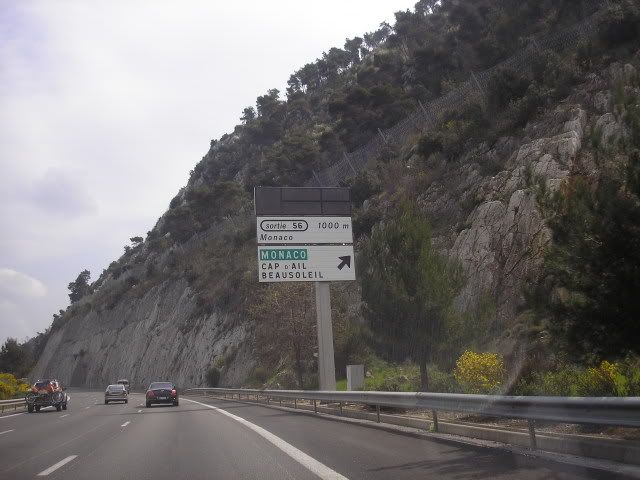 sortie 56 1000 m
Monaco
MONACO
CAP D'AIL
BEAUSOLEIL